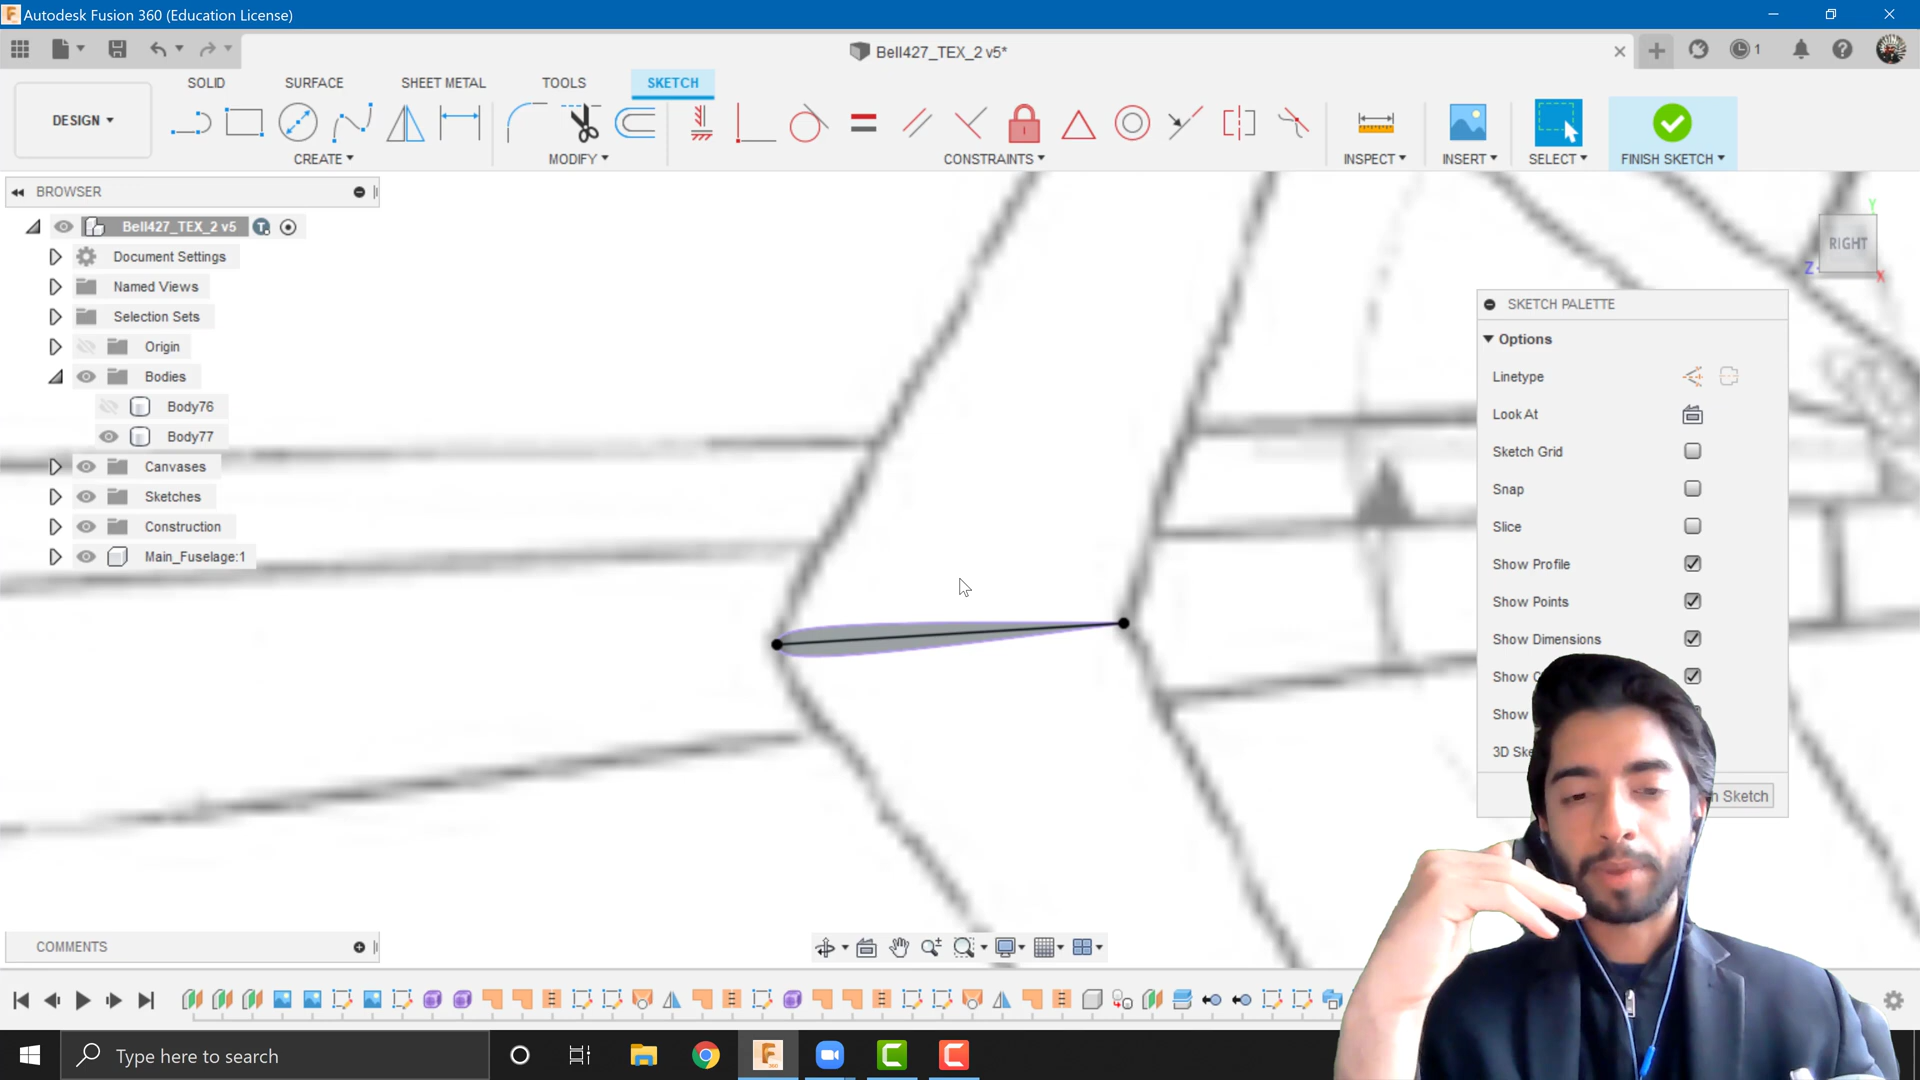 Autodesk Fusion 360 (Education License)
Bell427_TEX_2 v5*
1
SOLID SURFACE SHEET METAL TOOLS SKETCH
DESIGN
CREATE MODIFY CONSTRAINTS INSPECT INSERT SELECT FINISH SKETCH
BROWSER
Bell427_TEX_2 v5
Document Settings
Named Views
Selection Sets
Origin
Bodies
Body76
Body77
Canvases
Sketches
Construction
Main_Fuselage:1
Y
RIGHT
Z
X
SKETCH PALETTE
Options
Linetype
Look At
Sketch Grid
Snap
Slice
Show Profile
Show Points
Show Dimensions
Show
Show
3D
Sketch
COMMENTS
Type here to search